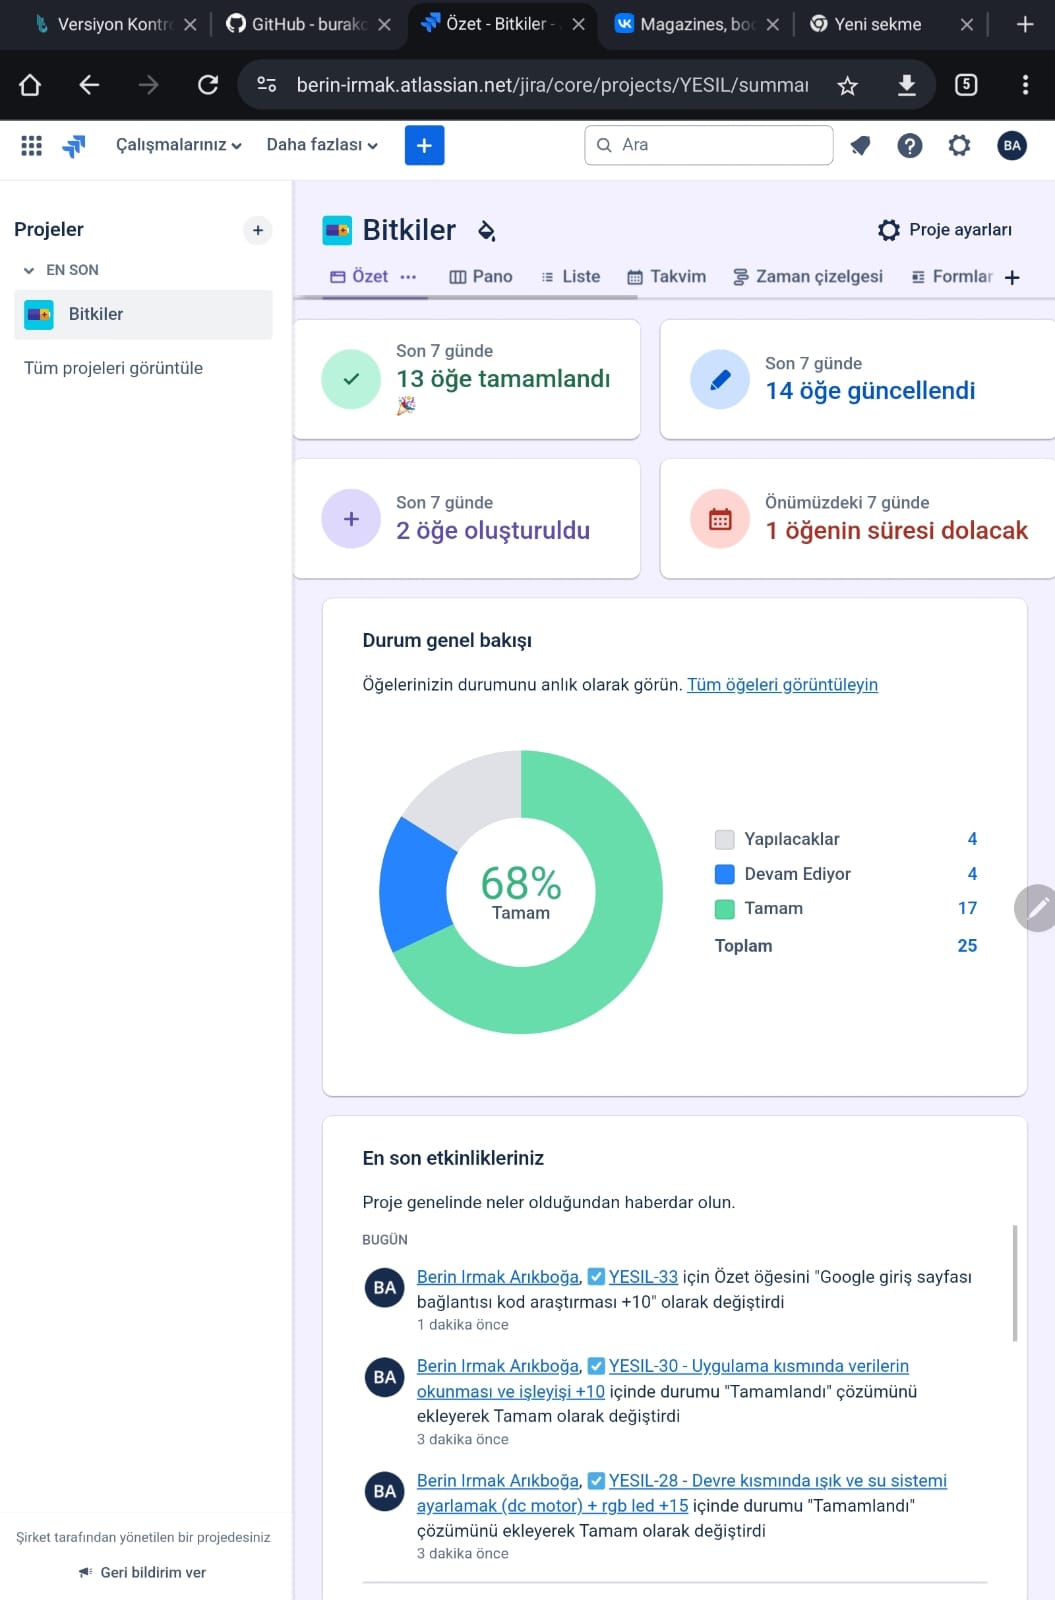 Versiyon Kontro
GitHub - burakc
Özet - Bitkiler -
Magazines, boo
Yeni sekme
berin-irmak.atlassian.net/jira/core/projects/YESIL/summar
5
Çalışmalarınız
Daha fazlası
Ara
BA
Projeler
EN SON
Bitkiler
Tüm projeleri görüntüle
Bitkiler
Proje ayarları
Özet
Pano
Liste
Takvim
Zaman çizelgesi
Formlar
Son 7 günde
13 öğe tamamlandı
Son 7 günde
14 öğe güncellendi
Son 7 günde
2 öğe oluşturuldu
Önümüzdeki 7 günde
1 öğenin süresi dolacak
Durum genel bakışı
Öğelerinizin durumunu anlık olarak görün. Tüm öğeleri görüntüleyin
68%
Tamam
Yapılacaklar 4
Devam Ediyor 4
Tamam 17
Toplam 25
En son etkinlikleriniz
Proje genelinde neler olduğundan haberdar olun.
BUGÜN
BA
Berin Irmak Arıkboğa, YESIL-33 için Özet öğesini "Google giriş sayfası
bağlantısı kod araştırması +10" olarak değiştirdi
1 dakika önce
BA
Berin Irmak Arıkboğa, YESIL-30 - Uygulama kısmında verilerin
okunması ve işleyişi +10 içinde durumu "Tamamlandı" çözümünü
ekleyerek Tamam olarak değiştirdi
3 dakika önce
BA
Berin Irmak Arıkboğa, YESIL-28 - Devre kısmında ışık ve su sistemi
ayarlamak (dc motor) + rgb led +15 içinde durumu "Tamamlandı"
çözümünü ekleyerek Tamam olarak değiştirdi
3 dakika önce
Şirket tarafından yönetilen bir projedesiniz
Geri bildirim ver